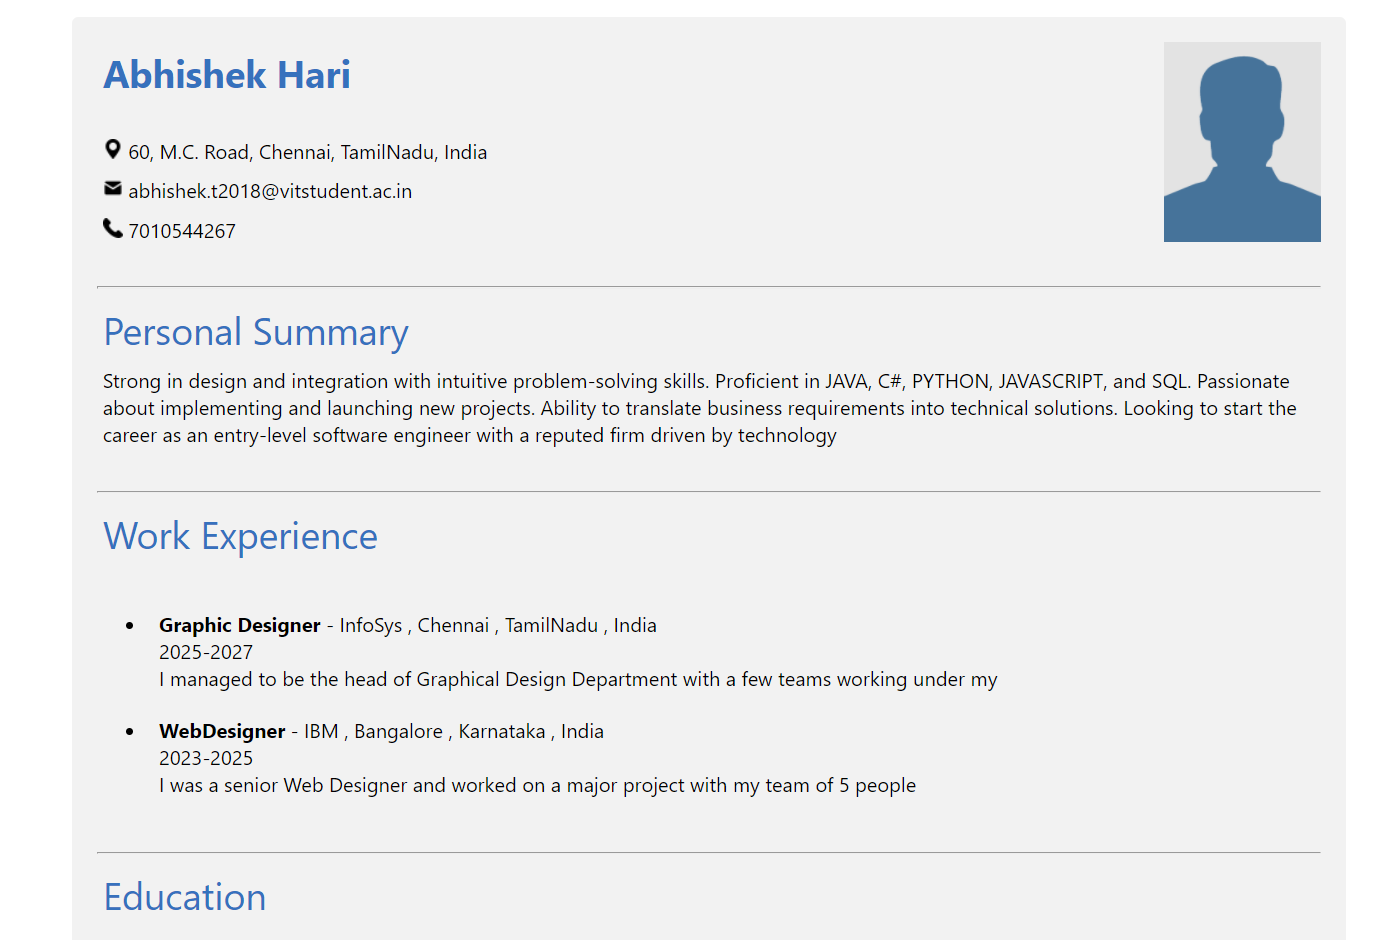 Abhishek Hari
60, M.C. Road, Chennai, TamilNadu, India
abhishek.t2018@vitstudent.ac.in
7010544267
Personal Summary
Strong in design and integration with intuitive problem-solving skills. Proficient in JAVA, C#, PYTHON, JAVASCRIPT, and SQL. Passionate
about implementing and launching new projects. Ability to translate business requirements into technical solutions. Looking to start the
career as an entry-level software engineer with a reputed firm driven by technology
Work Experience
Graphic Designer - InfoSys , Chennai , TamilNadu , India
2025-2027
I managed to be the head of Graphical Design Department with a few teams working under my
WebDesigner - IBM , Bangalore , Karnataka , India
2023-2025
I was a senior Web Designer and worked on a major project with my team of 5 people
Education